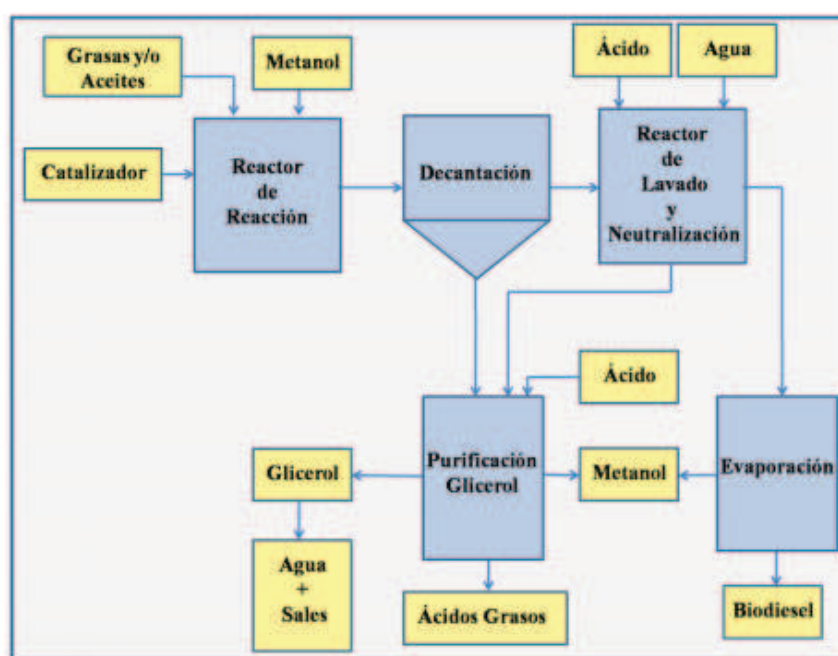 Grasas y/o
Aceites
Metanol
Ácido
Agua
Catalizador
Reactor
de
Reacción
Decantación
Reactor
de
Lavado
y
Neutralización
Ácido
Glicerol
Purificación
Glicerol
Metanol
Evaporación
Agua
+
Sales
Ácidos Grasos
Biodiesel